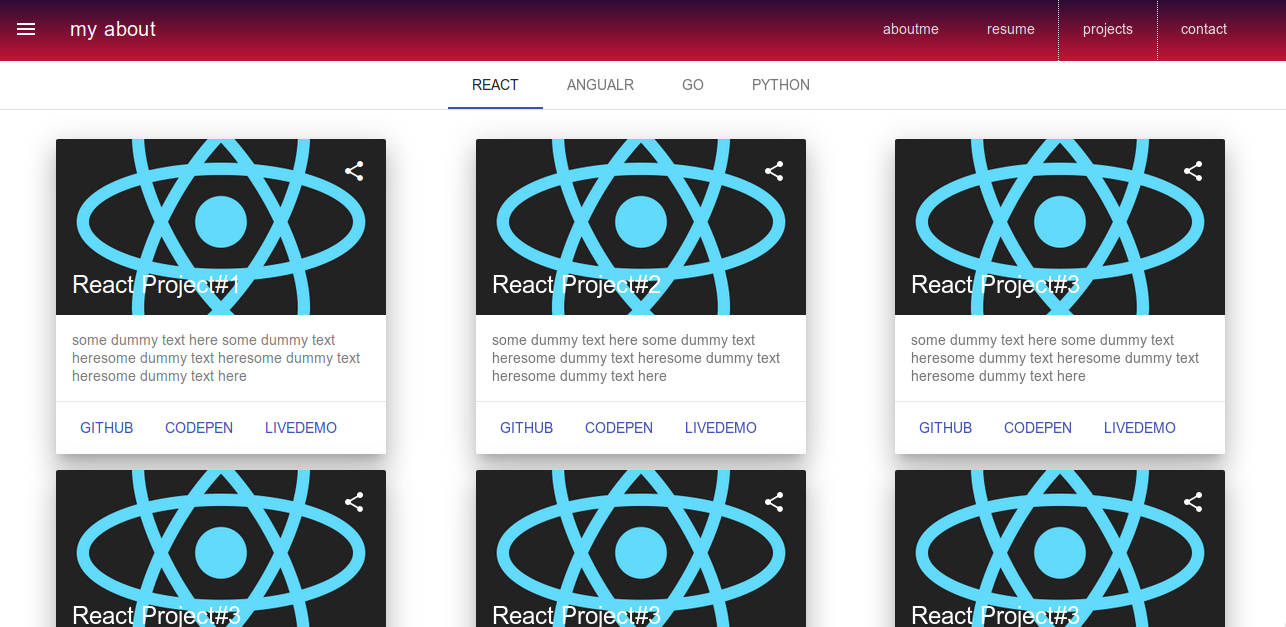 my about aboutme resume projects contact
REACT ANGUALR GO PYTHON
React Project#1
some dummy text here some dummy text
heresome dummy text heresome dummy text
heresome dummy text here
GITHUB CODEPEN LIVEDEMO
React Project#2
some dummy text here some dummy text
heresome dummy text heresome dummy text
heresome dummy text here
GITHUB CODEPEN LIVEDEMO
React Project#3
some dummy text here some dummy text
heresome dummy text heresome dummy text
heresome dummy text here
GITHUB CODEPEN LIVEDEMO
React Project#3
React Project#3
React Project#3